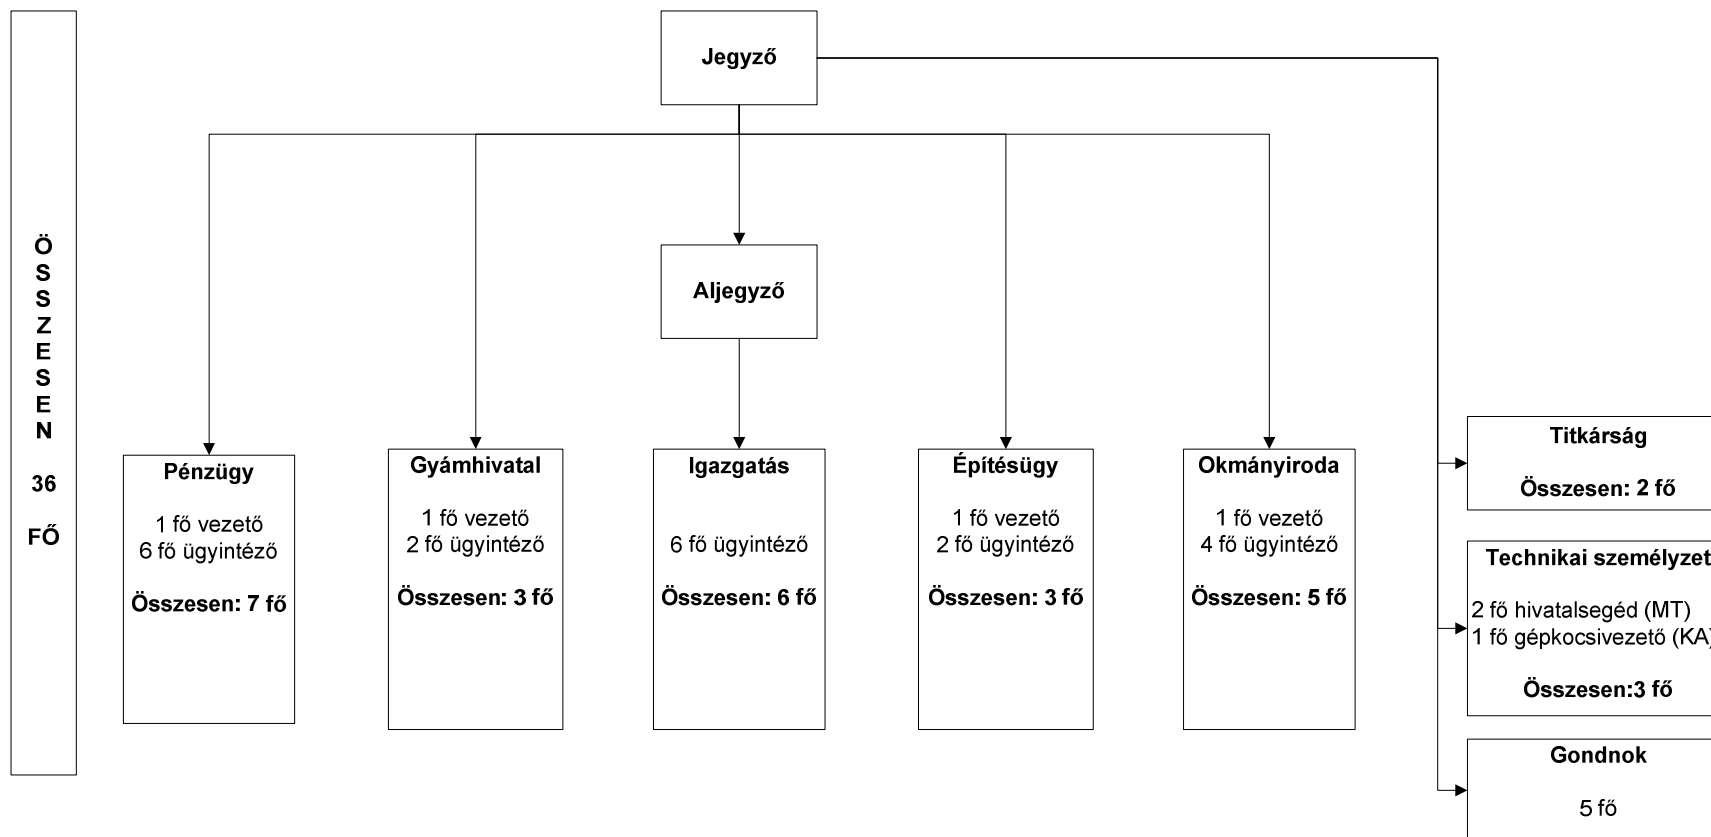 Ö
S
S
Z
E
S
E
N
36
FŐ
Jegyző
Aljegyző
Pénzügy
1 fő vezető
6 fő ügyintéző
Összesen: 7 fő
Gyámhivatal
1 fő vezető
2 fő ügyintéző
Összesen: 3 fő
Igazgatás
6 fő ügyintéző
Összesen: 6 fő
Építésügy
1 fő vezető
2 fő ügyintéző
Összesen: 3 fő
Okmányiroda
1 fő vezető
4 fő ügyintéző
Összesen: 5 fő
Titkárság
Összesen: 2 fő
Technikai személyzet
2 fő hivatalsegéd (MT)
1 fő gépkocsivezető (KA)
Összesen:3 fő
Gondnok
5 fő